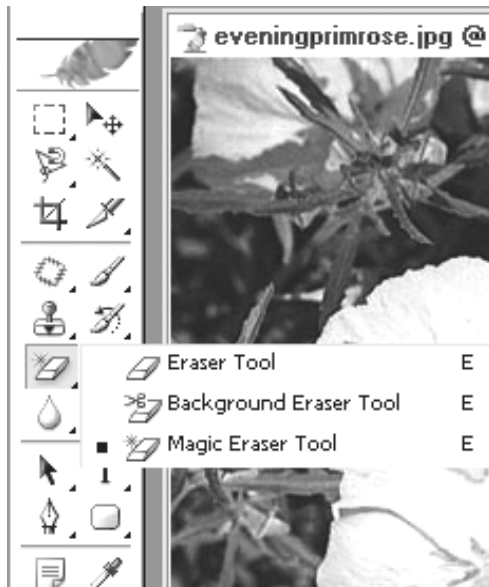 eveningprimrose.jpg @
Eraser Tool E
Background Eraser Tool E
Magic Eraser Tool E